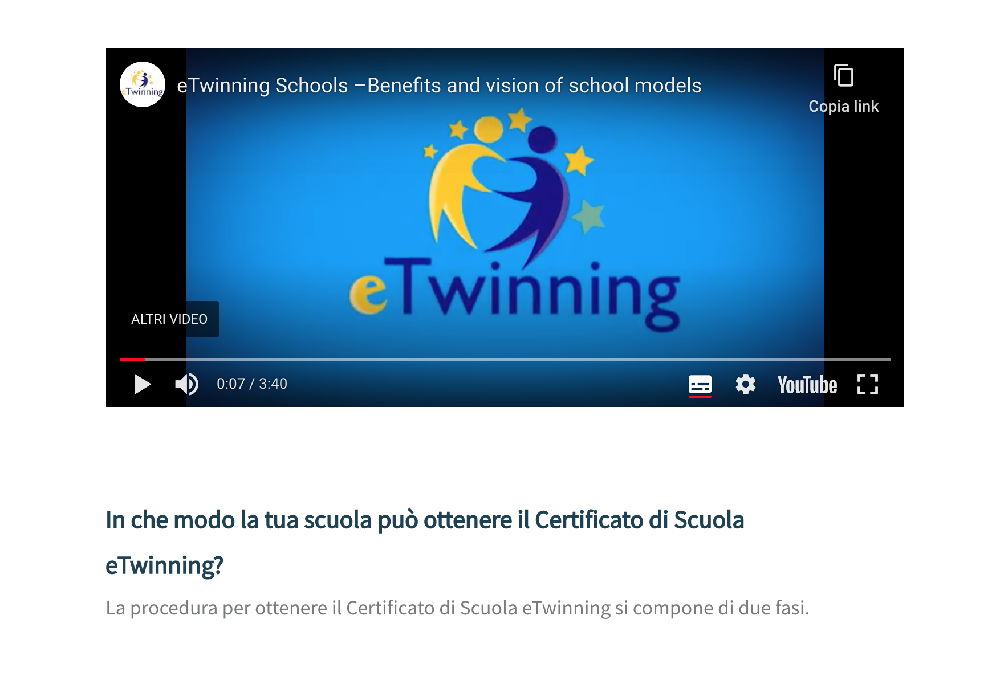 eTwinning
eTwinning Schools –Benefits and vision of school models
Copia link
eTwinning
ALTRI VIDEO
0:07 / 3:40
YouTube
In che modo la tua scuola può ottenere il Certificato di Scuola
eTwinning?
La procedura per ottenere il Certificato di Scuola eTwinning si compone di due fasi.